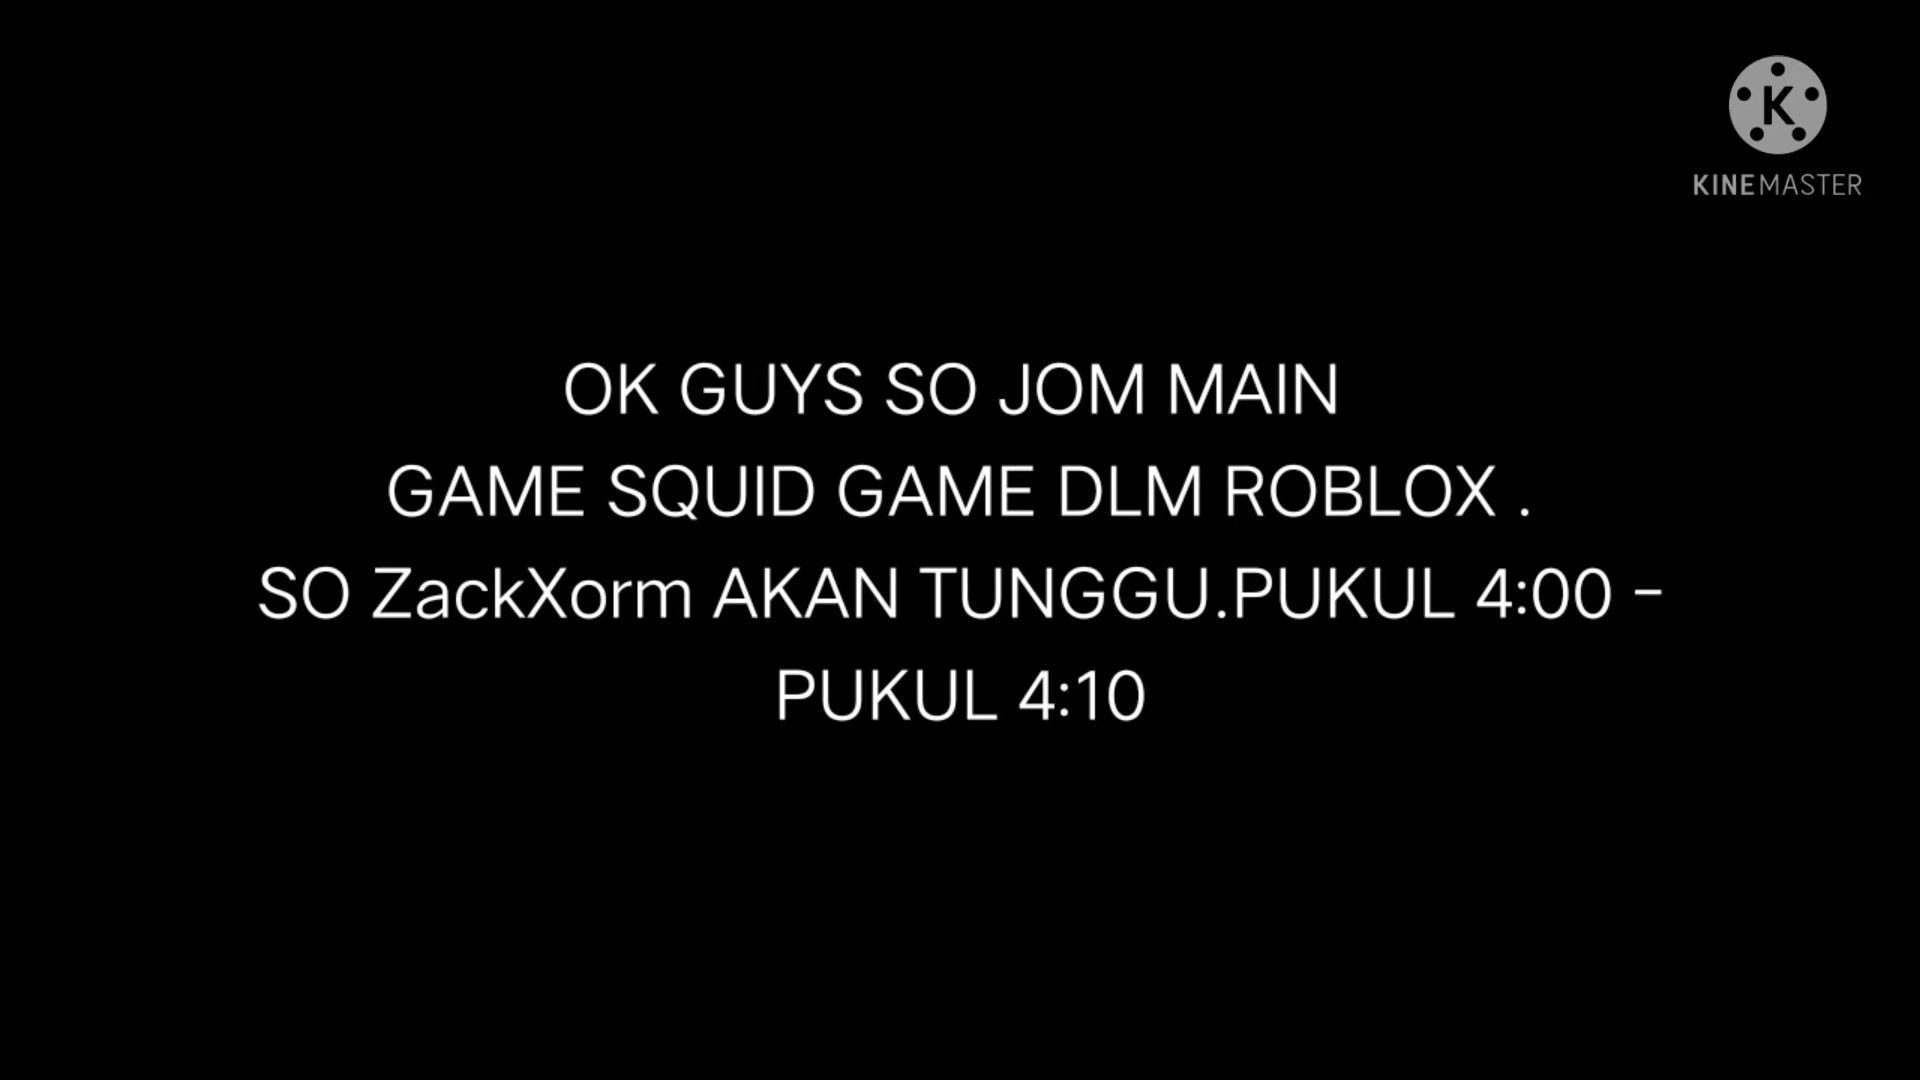 K
KINEMASTER
OK GUYS SO JOM MAIN
GAME SQUID GAME DLM ROBLOX .
SO ZackXorm AKAN TUNGGU.PUKUL 4:00 -
PUKUL 4:10